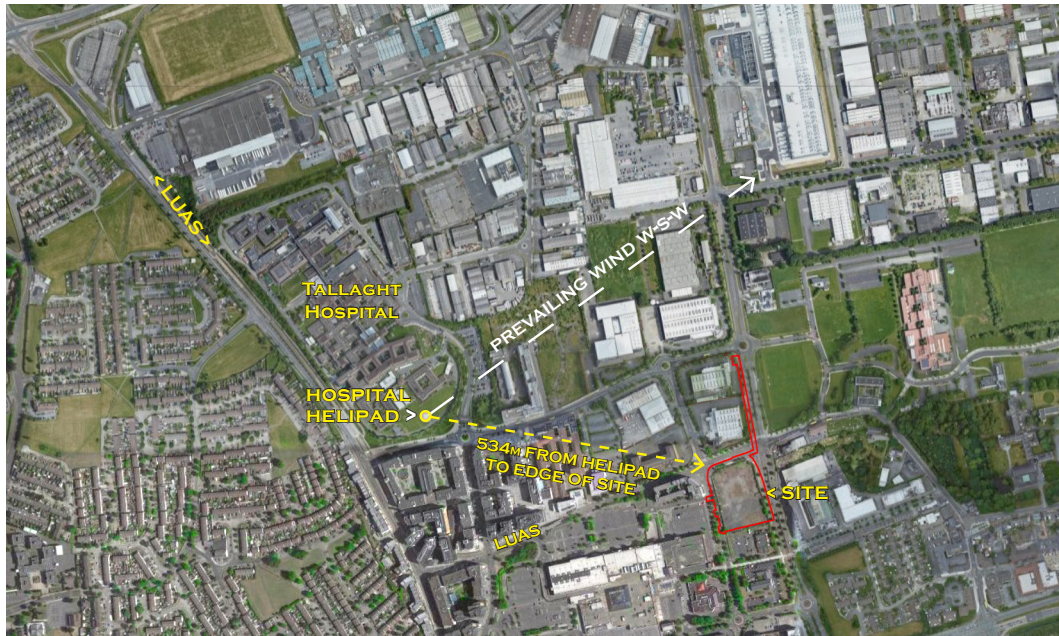 < LUAS >
TALLAGHT
HOSPITAL
PREVAILING WIND W-S-W
HOSPITAL
HELIPAD >
534M FROM HELIPAD
TO EDGE OF SITE
< SITE
LUAS